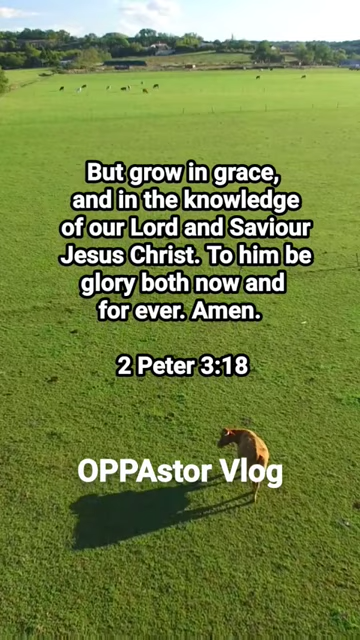 But grow in grace,
and in the knowledge
of our Lord and Saviour
Jesus Christ. To him be
glory both now and
for ever. Amen.
2 Peter 3:18
OPPAstor Vlog